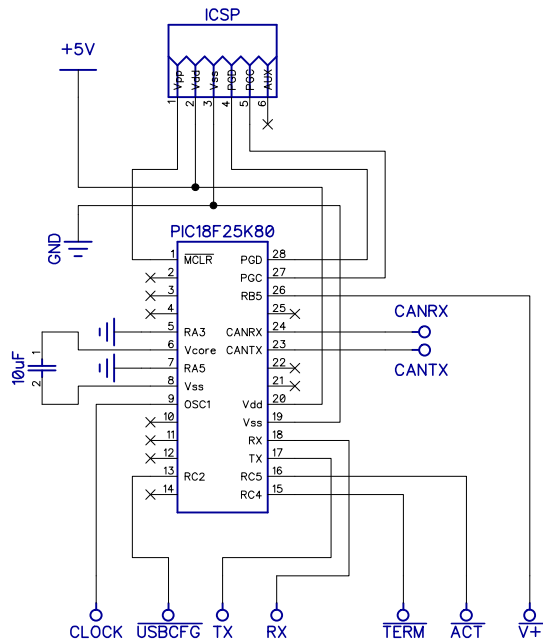 ICSP
+5V
Vpp
Vdd
Vss
PGD
PGC
AUX
1
2
3
4
5
6
GND
PIC18F25K80
1 MCLR PGD 28
2 PGC 27
3 RB5 26
4 25
5 RA3 CANRX 24
6 Vcore CANTX 23
7 RA5 22
8 Vss 21
9 OSC1 Vdd 20
10 Vss 19
11 RX 18
12 TX 17
13 RC2 RC5 16
14 RC4 15
CANRX
CANTX
10uF
1
2
CLOCK USBCFG TX RX TERM ACT V+